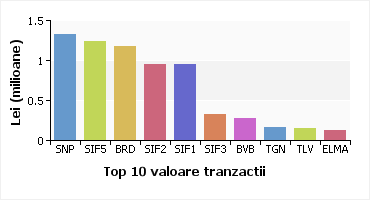 Lei (milioane)
1.5
1
0.5
0
SNP SIF5 BRD SIF2 SIF1 SIF3 BVB TGN TLV ELMA
Top 10 valoare tranzactii